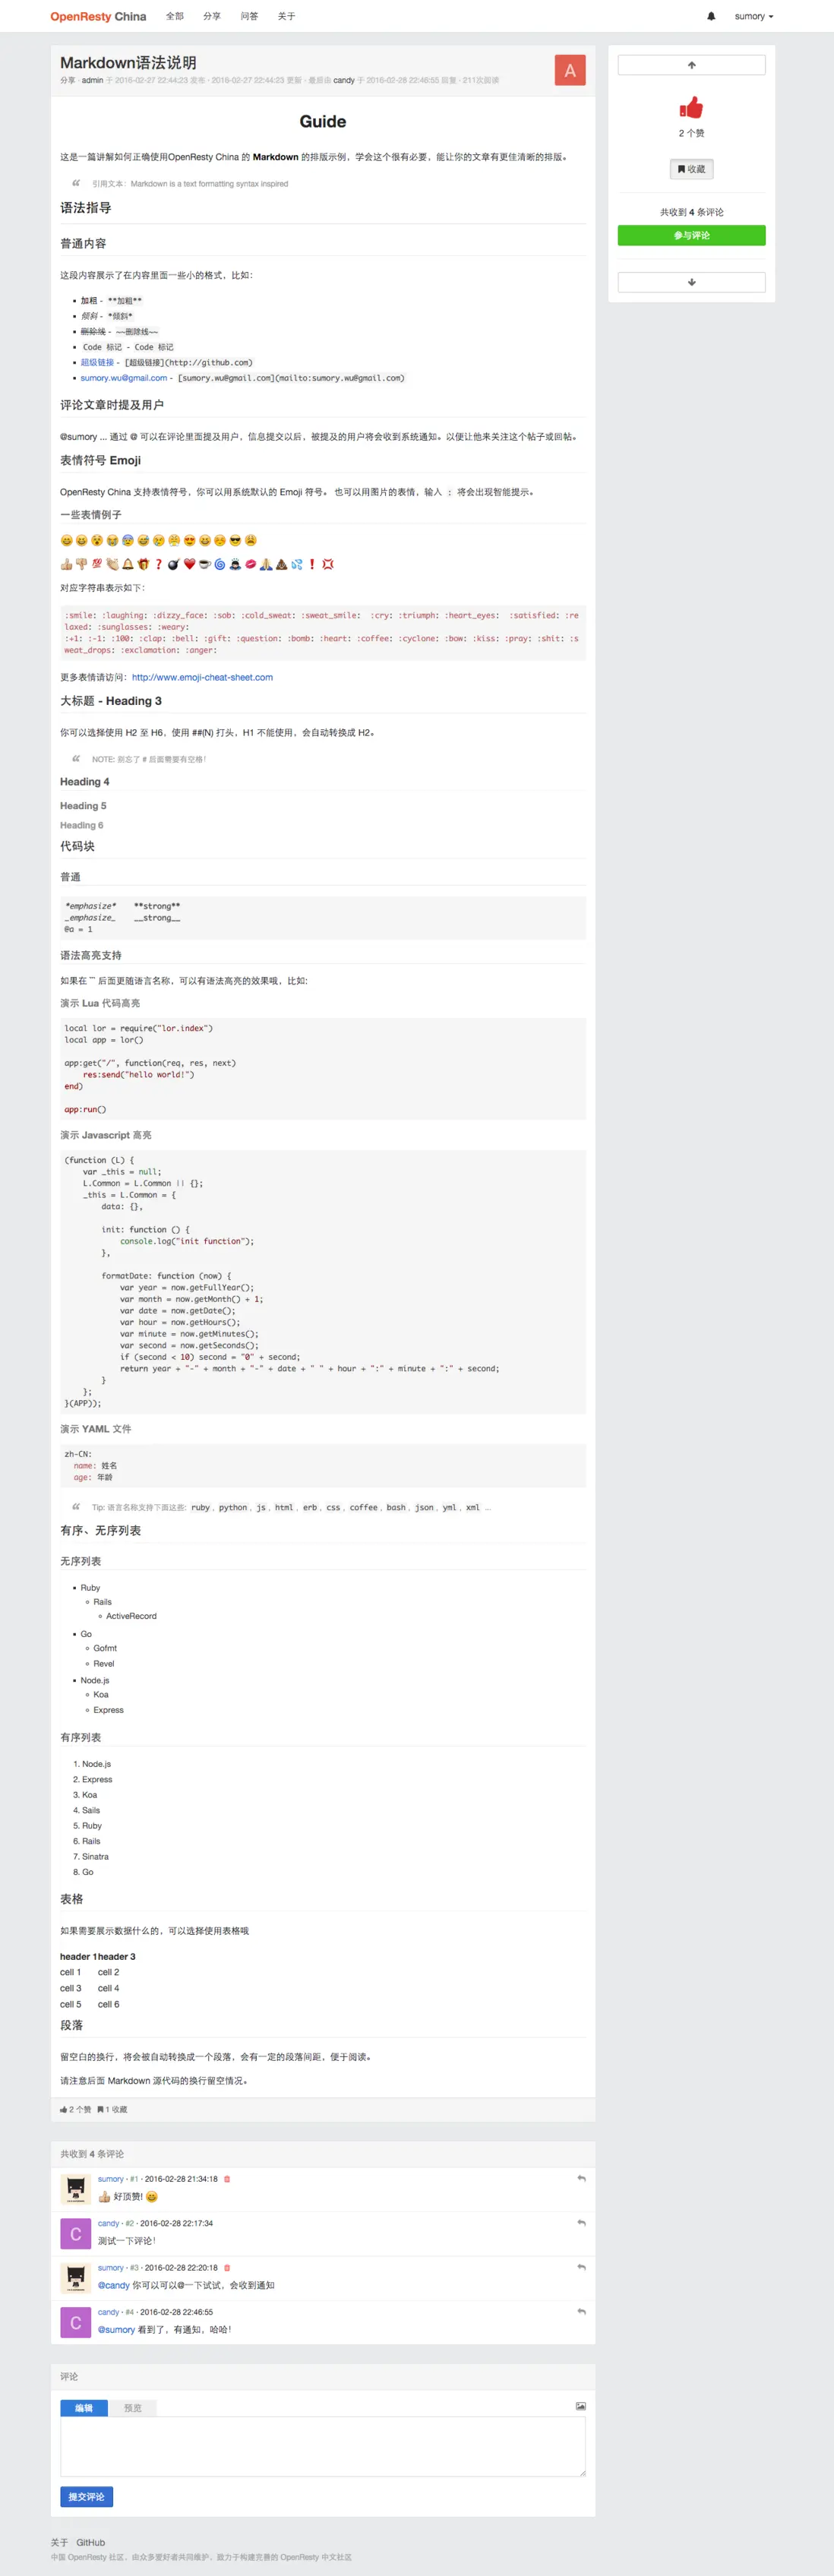 OpenResty China 全部 分享 问答 关于 sumory
Markdown语法说明
分享 · admin 于 2016-02-27 22:44:23 发布 · 2016-02-27 22:44:23 更新 · 最后由 candy 于 2016-02-28 22:46:55 回复 · 211次阅读
A
2 个赞
收藏
共收到 4 条评论
参与评论
Guide
这是一篇讲解如何正确使用OpenResty China 的 Markdown 的排版示例，学会这个很有必要，能让你的文章有更佳清晰的排版。
引用文本：Markdown is a text formatting syntax inspired
语法指导
普通内容
这段内容展示了在内容里面一些小的格式，比如：
加粗 - **加粗**
倾斜 - *倾斜*
删除线 - ~~删除线~~
Code 标记 - Code 标记
超级链接 - [超级链接](http://github.com)
sumory.wu@gmail.com - [sumory.wu@gmail.com](mailto:sumory.wu@gmail.com)
评论文章时提及用户
@sumory ... 通过 @ 可以在评论里面提及用户，信息提交以后，被提及的用户将会收到系统通知。以便让他来关注这个帖子或回帖。
表情符号 Emoji
OpenResty China 支持表情符号，你可以用系统默认的 Emoji 符号。 也可以用图片的表情，输入 : 将会出现智能提示。
一些表情例子
对应字符串表示如下：
:smile: :laughing: :dizzy_face: :sob: :cold_sweat: :sweat_smile: :cry: :triumph: :heart_eyes: :satisfied: :re
laxed: :sunglasses: :weary:
:+1: :-1: :100: :clap: :bell: :gift: :question: :bomb: :heart: :coffee: :cyclone: :bow: :kiss: :pray: :shit: :s
weat_drops: :exclamation: :anger:
更多表情请访问：http://www.emoji-cheat-sheet.com
大标题 - Heading 3
你可以选择使用 H2 至 H6，使用 ##(N) 打头，H1 不能使用，会自动转换成 H2。
NOTE: 别忘了 # 后面需要有空格！
Heading 4
Heading 5
Heading 6
代码块
普通
*emphasize* **strong**
_emphasize_ __strong__
@a = 1
语法高亮支持
如果在 ``` 后面更随语言名称，可以有语法高亮的效果哦，比如:
演示 Lua 代码高亮
local lor = require("lor.index")
local app = lor()
app:get("/", function(req, res, next)
res:send("hello world!")
end)
app:run()
演示 Javascript 高亮
(function (L) {
var _this = null;
L.Common = L.Common || {};
_this = L.Common = {
data: {},
init: function () {
console.log("init function");
},
formatDate: function (now) {
var year = now.getFullYear();
var month = now.getMonth() + 1;
var date = now.getDate();
var hour = now.getHours();
var minute = now.getMinutes();
var second = now.getSeconds();
if (second < 10) second = "0" + second;
return year + "-" + month + "-" + date + " " + hour + ":" + minute + ":" + second;
}
};
}(APP));
演示 YAML 文件
zh-CN:
name: 姓名
age: 年龄
Tip: 语言名称支持下面这些: ruby , python , js , html , erb , css , coffee , bash , json , yml , xml ...
有序、无序列表
无序列表
Ruby
Rails
ActiveRecord
Go
Gofmt
Revel
Node.js
Koa
Express
有序列表
1. Node.js
2. Express
3. Koa
4. Sails
5. Ruby
6. Rails
7. Sinatra
8. Go
表格
如果需要展示数据什么的，可以选择使用表格哦
header 1 header 3
cell 1 cell 2
cell 3 cell 4
cell 5 cell 6
段落
留空白的换行，将会被自动转换成一个段落，会有一定的段落间距，便于阅读。
请注意后面 Markdown 源代码的换行留空情况。
2 个赞 1 收藏
共收到 4 条评论
sumory · #1 · 2016-02-28 21:34:18
好顶赞!
C
candy · #2 · 2016-02-28 22:17:34
测试一下评论！
sumory · #3 · 2016-02-28 22:20:18
@candy 你可以可以@一下试试，会收到通知
C
candy · #4 · 2016-02-28 22:46:55
@sumory 看到了，有通知，哈哈！
评论
编辑 预览
提交评论
关于 GitHub
中国 OpenResty 社区，由众多爱好者共同维护，致力于构建完善的 OpenResty 中文社区